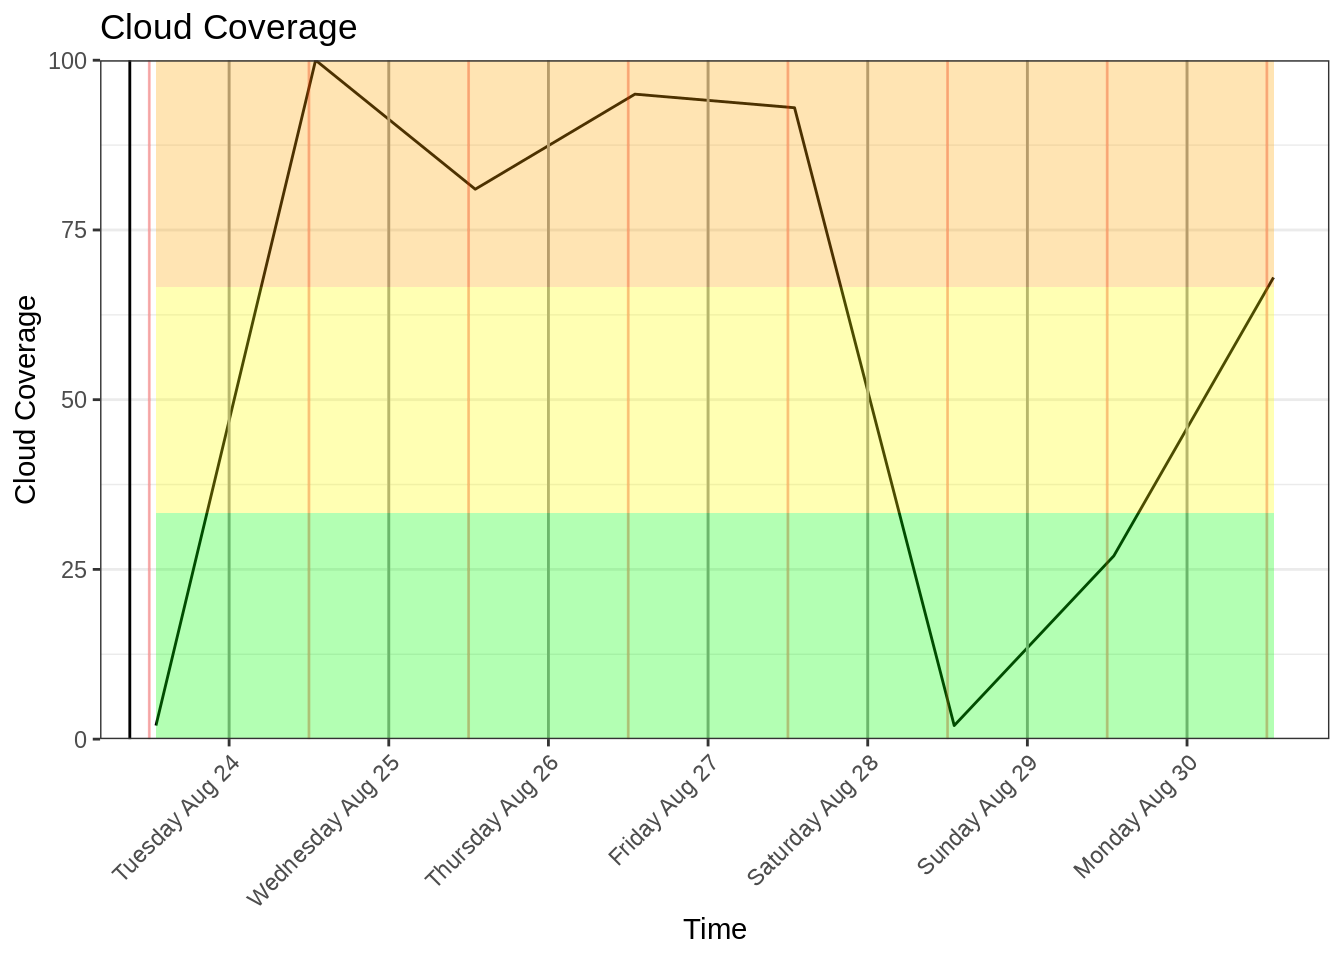 Cloud Coverage
100
75
50
25
0
Cloud Coverage
Tuesday Aug 24
Wednesday Aug 25
Thursday Aug 26
Friday Aug 27
Saturday Aug 28
Sunday Aug 29
Monday Aug 30
Time